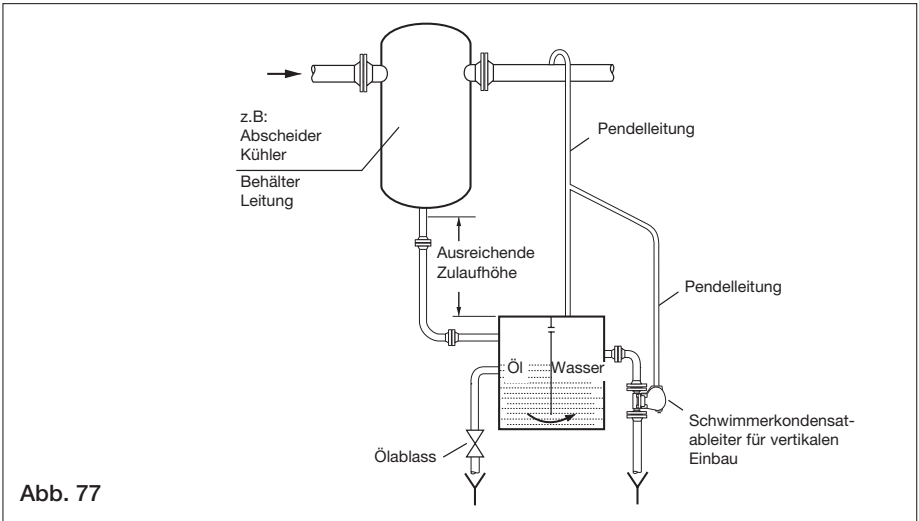 z.B:
Abscheider
Kühler
Behälter
Leitung
Pendelleitung
Ausreichende
Zulaufhöhe
Pendelleitung
Öl
Wasser
Ölablass
Schwimmerkondensat-
ableiter für vertikalen
Einbau
Abb. 77